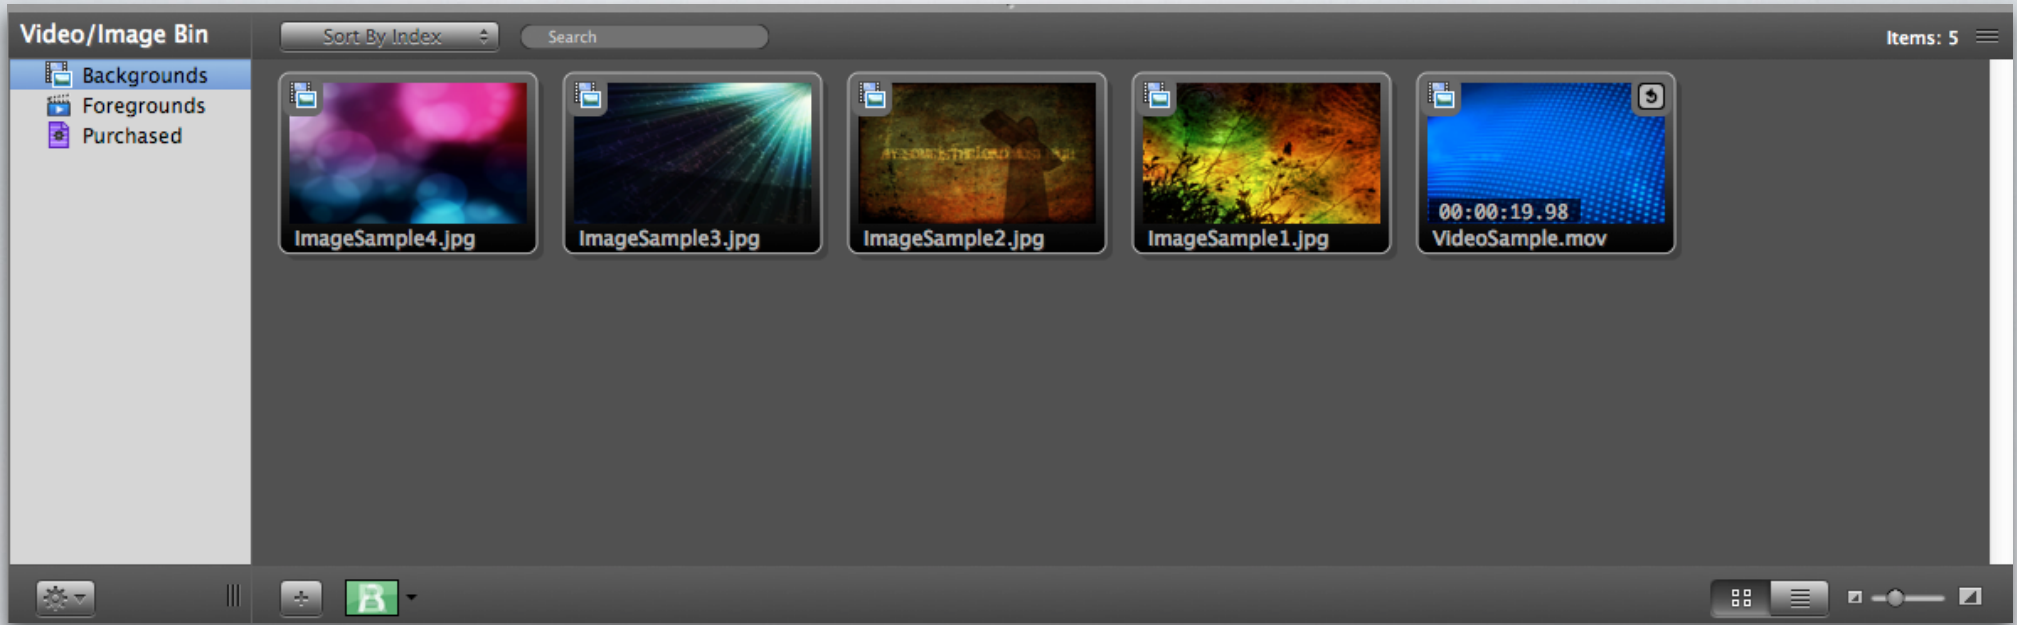 Video/Image Bin
Sort By Index
Search
Items: 5
Backgrounds
Foregrounds
Purchased
ImageSample4.jpg
ImageSample3.jpg
ImageSample2.jpg
ImageSample1.jpg
00:00:19.98
VideoSample.mov
B